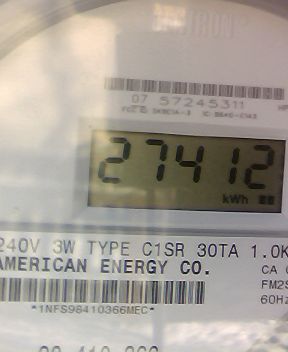 07 57245311
27412
kWh
240V 3W TYPE C1SR 30TA 1.0K
AMERICAN ENERGY CO.
CA
FM2S
60Hz
*1NFS98410366MEC*